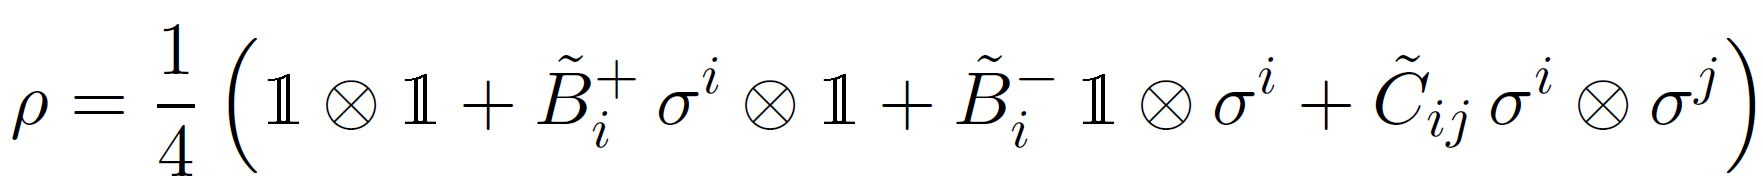 ρ = 1/4 (𝟙 ⊗ 𝟙 + B̃ᵢ⁺ σⁱ ⊗ 𝟙 + B̃ᵢ⁻ 𝟙 ⊗ σⁱ + C̃ᵢⱼ σⁱ ⊗ σʲ)